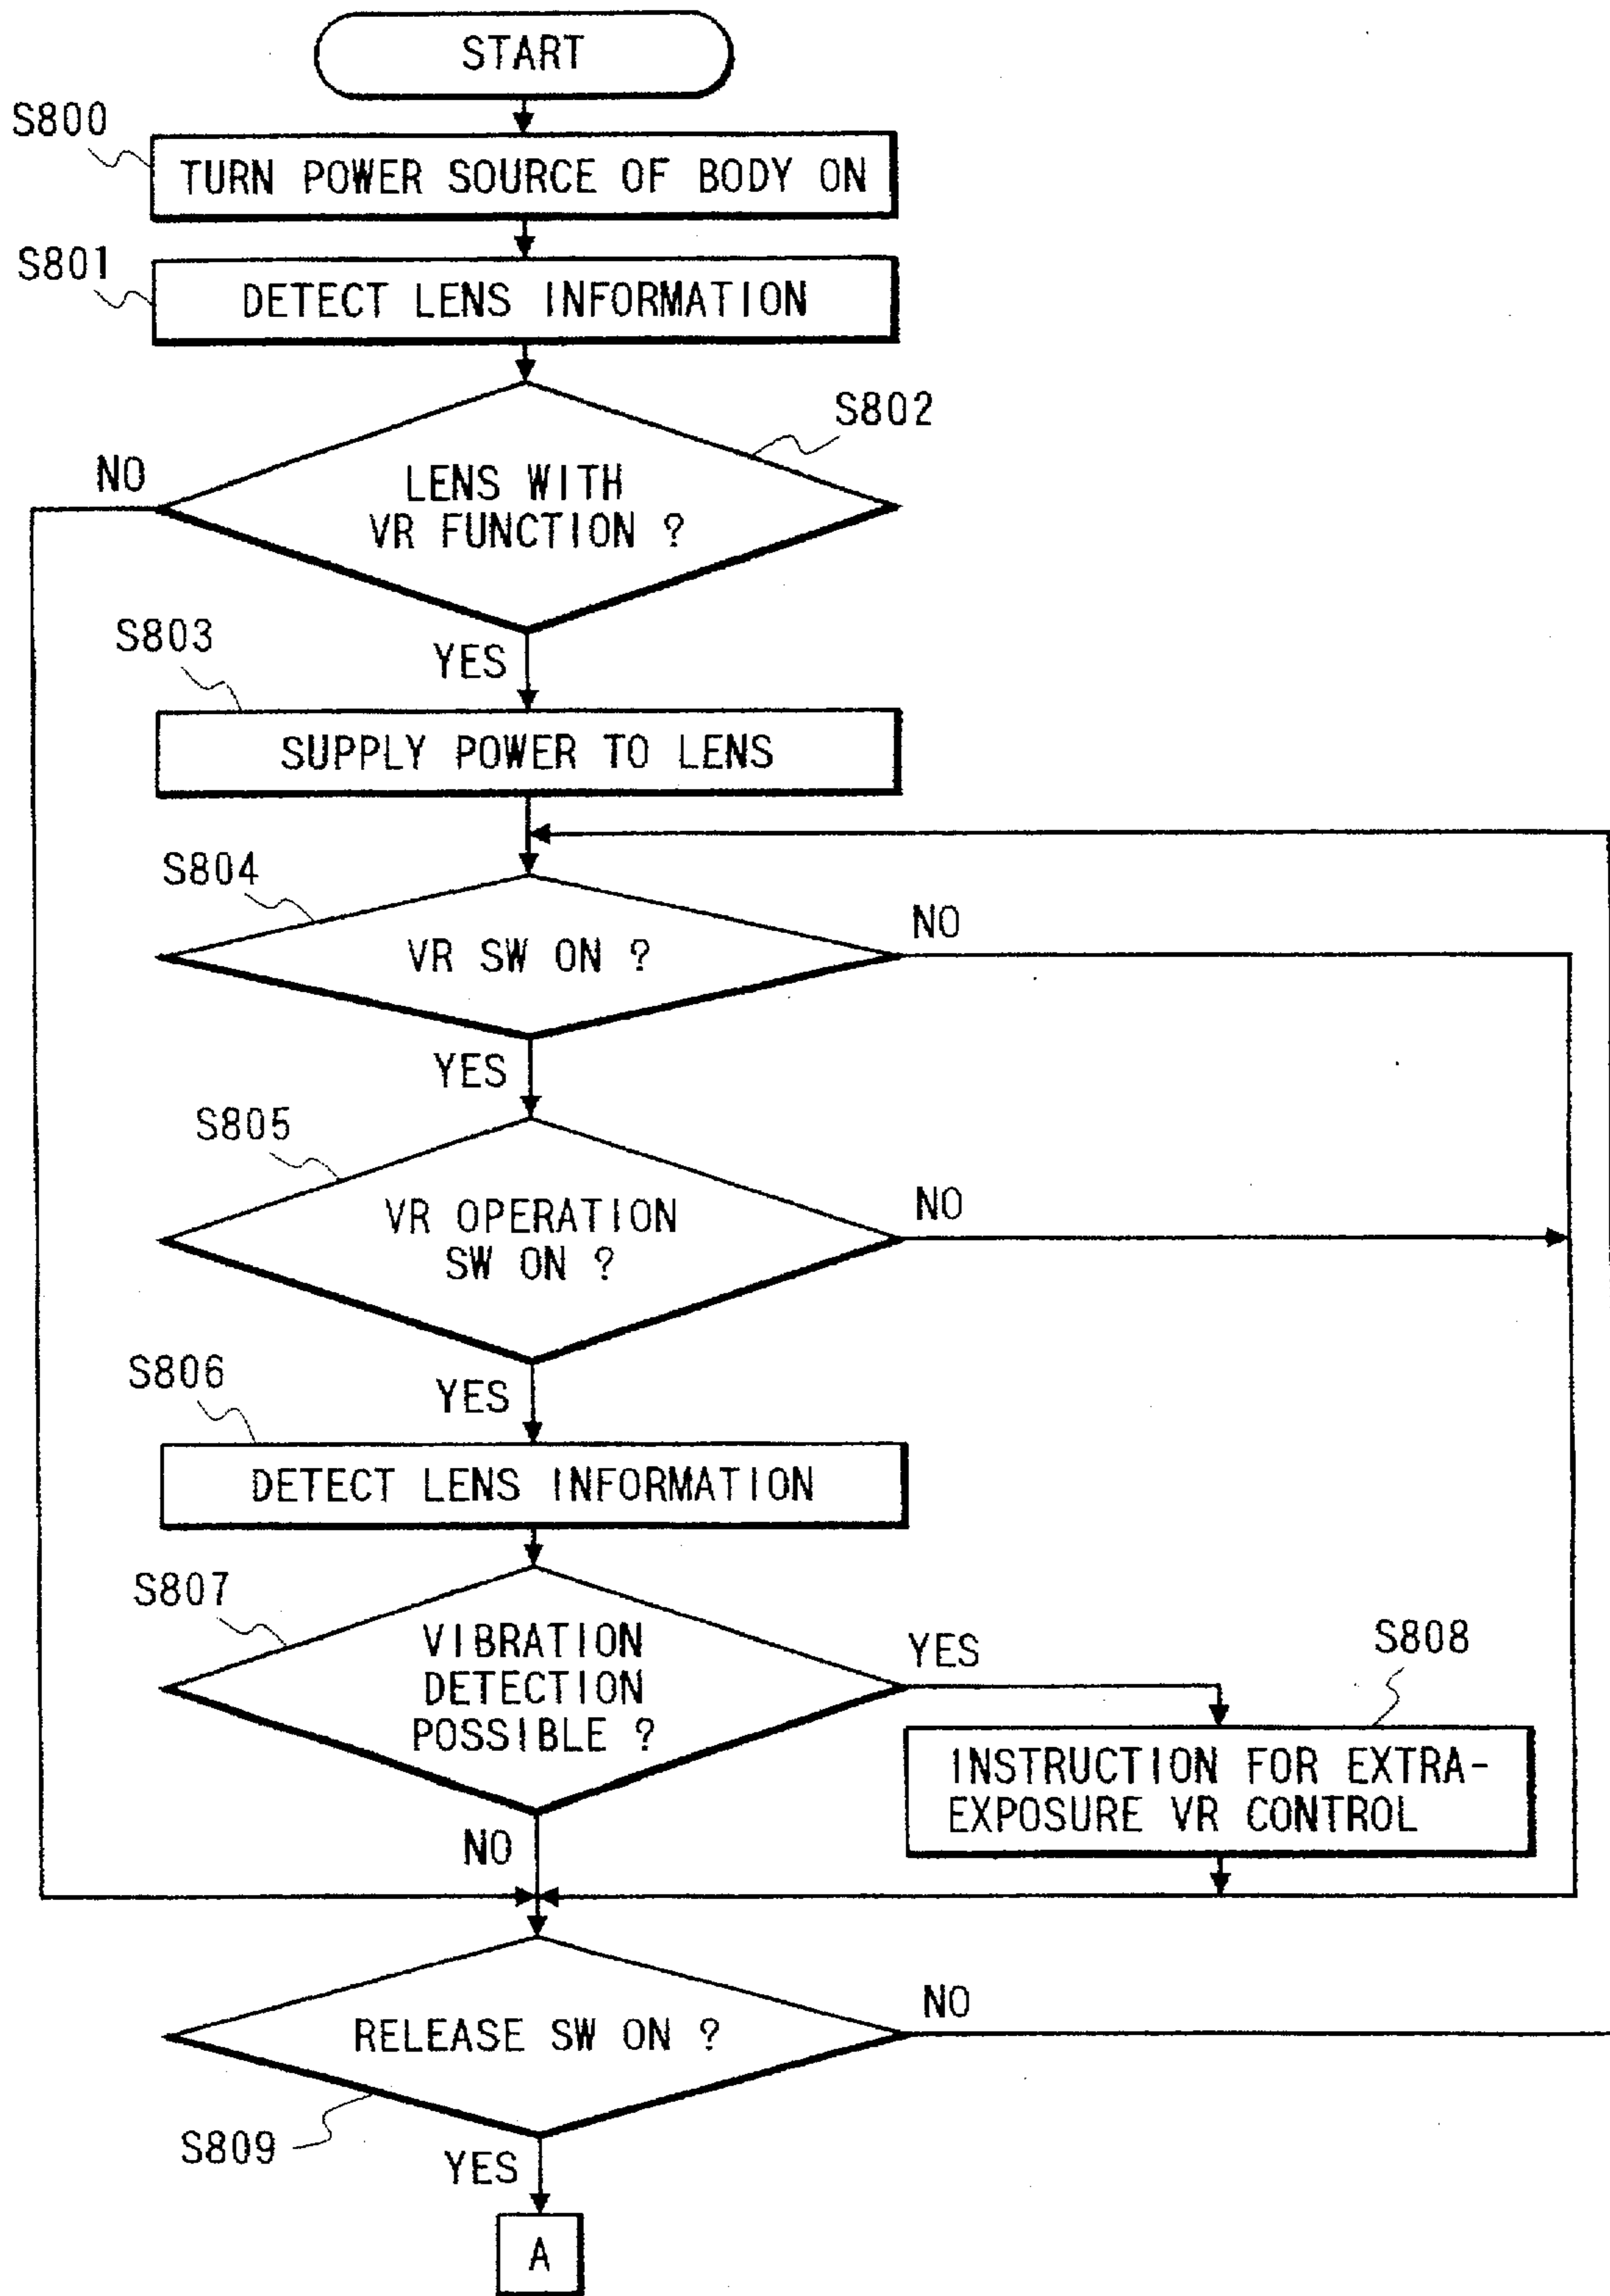 START
S800
TURN POWER SOURCE OF BODY ON
S801
DETECT LENS INFORMATION
S802
NO
LENS WITH
VR FUNCTION ?
S803
YES
SUPPLY POWER TO LENS
S804
NO
VR SW ON ?
YES
S805
NO
VR OPERATION
SW ON ?
S806
YES
DETECT LENS INFORMATION
S807
VIBRATION
DETECTION
POSSIBLE ?
YES
S808
INSTRUCTION FOR EXTRA-
EXPOSURE VR CONTROL
NO
NO
RELEASE SW ON ?
S809
YES
A